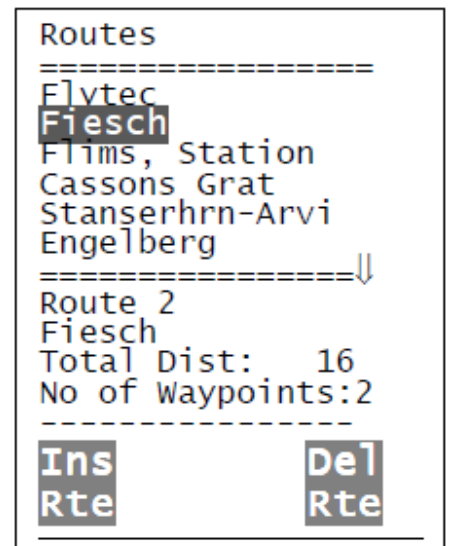 Routes
==================
Flytec
Fiesch
Flims, Station
Cassons Grat
Stanserhrn-Arvi
Engelberg
=================⇓
Route 2
Fiesch
Total Dist:   16
No of Waypoints:2
----------------
Ins Del
Rte Rte